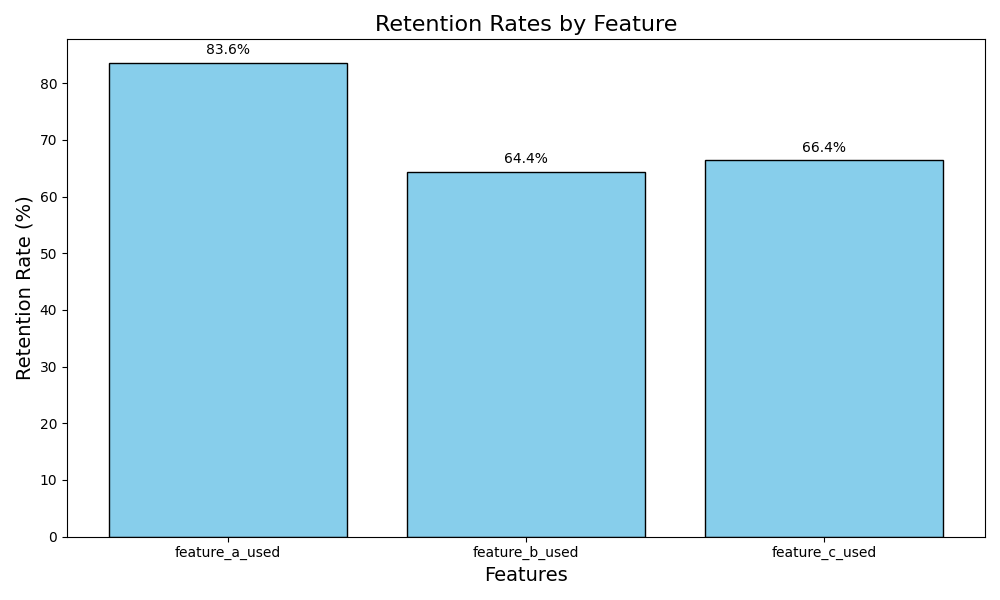 Retention Rates by Feature
83.6%
64.4%
66.4%
Retention Rate (%)
80
70
60
50
40
30
20
10
0
feature_a_used
feature_b_used
feature_c_used
Features